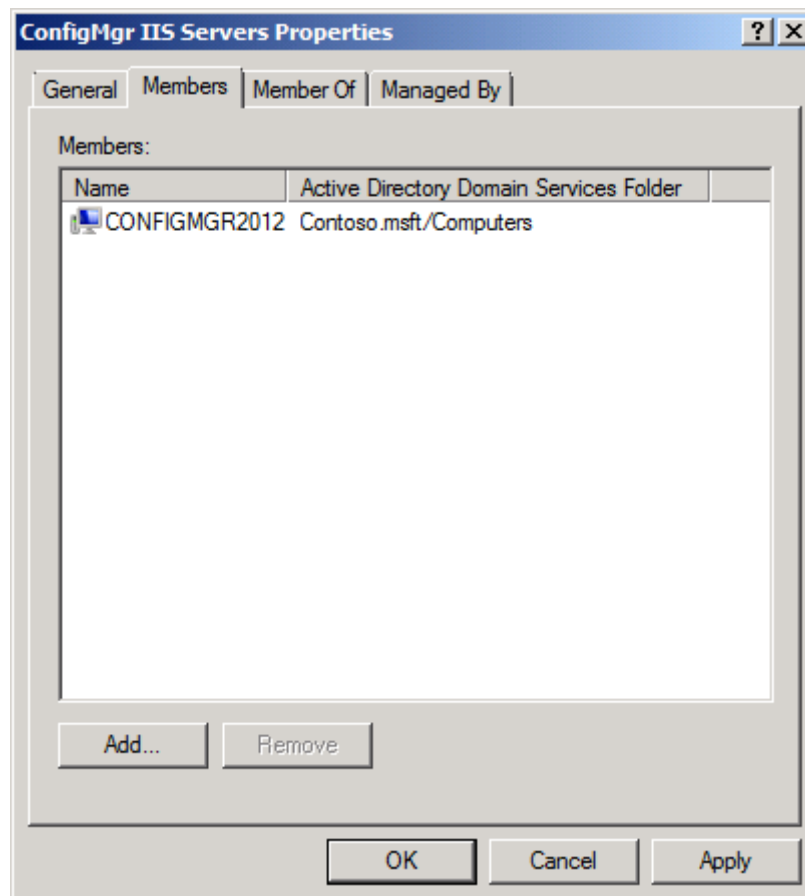 ConfigMgr IIS Servers Properties
General Members Member Of Managed By
Members:
Name Active Directory Domain Services Folder
CONFIGMGR2012 Contoso.msft/Computers
Add... Remove
OK Cancel Apply